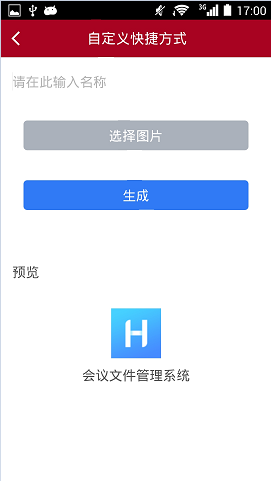 3G 17:00
自定义快捷方式
请在此输入名称
选择图片
生成
预览
H
会议文件管理系统